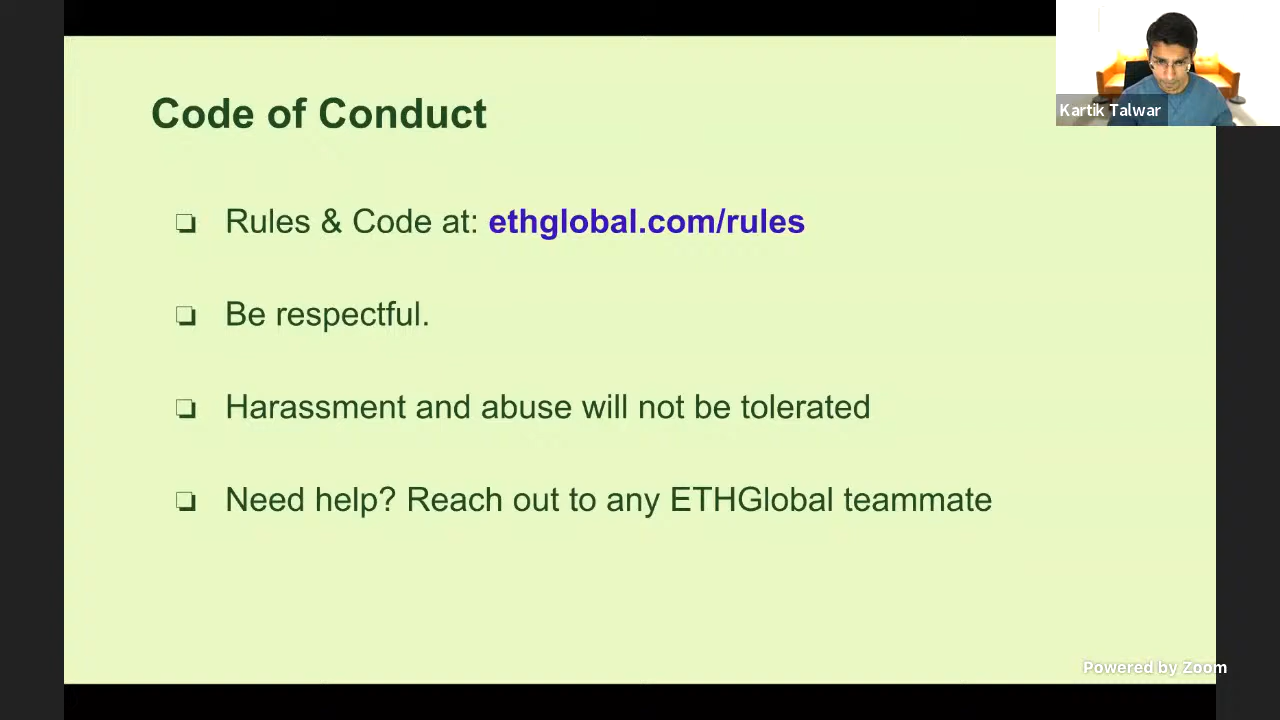 Code of Conduct
Kartik Talwar
❏ Rules & Code at: ethglobal.com/rules
❏ Be respectful.
❏ Harassment and abuse will not be tolerated
❏ Need help? Reach out to any ETHGlobal teammate
Powered by Zoom